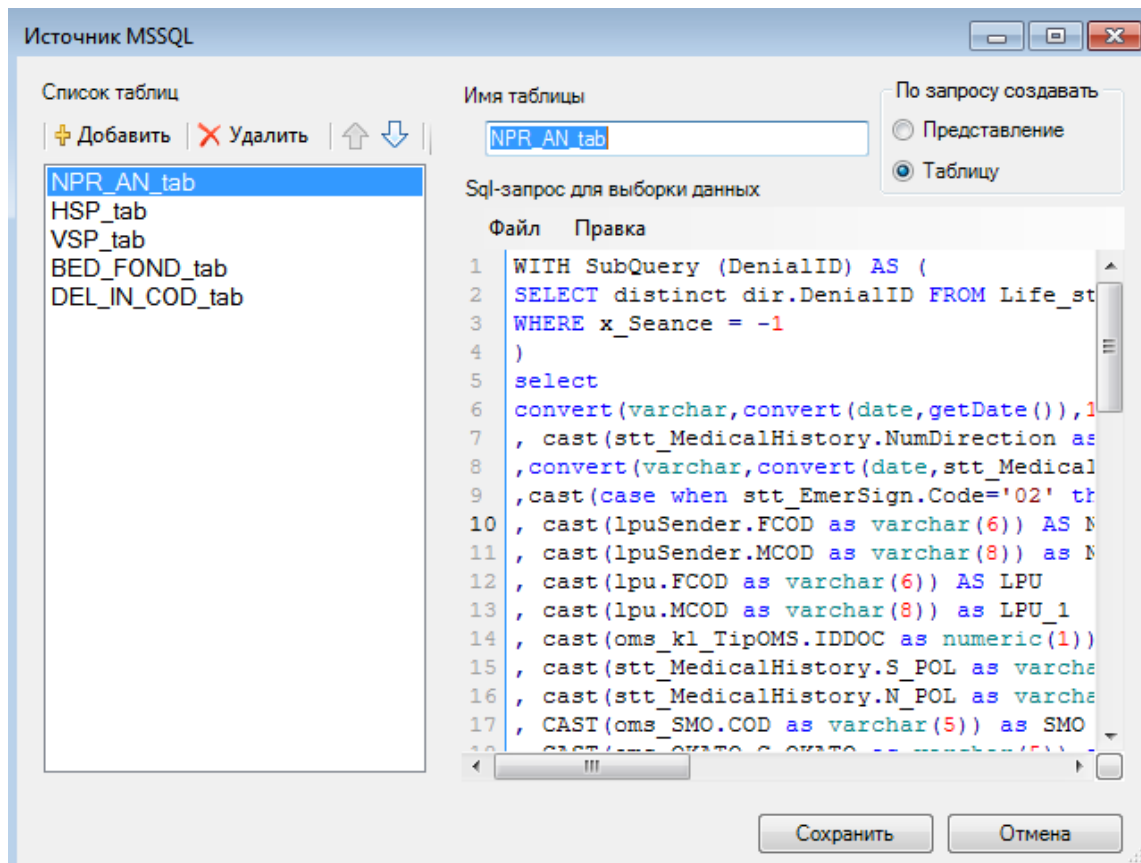 Источник MSSQL
Список таблиц
Добавить Удалить
NPR_AN_tab
HSP_tab
VSP_tab
BED_FOND_tab
DEL_IN_COD_tab
Имя таблицы
NPR_AN_tab
По запросу создавать
Представление
Таблицу
Sql-запрос для выборки данных
Файл Правка
1 WITH SubQuery (DenialID) AS (
2 SELECT distinct dir.DenialID FROM Life_st
3 WHERE x_Seance = -1
4 )
5 select
6 convert(varchar,convert(date,getDate()),1
7 , cast(stt_MedicalHistory.NumDirection as
8 ,convert(varchar,convert(date,stt_Medical
9 ,cast(case when stt_EmerSign.Code='02' th
10 , cast(lpuSender.FCOD as varchar(6)) AS N
11 , cast(lpuSender.MCOD as varchar(8)) as N
12 , cast(lpu.FCOD as varchar(6)) AS LPU
13 , cast(lpu.MCOD as varchar(8)) as LPU_1
14 , cast(oms_kl_TipOMS.IDDOC as numeric(1))
15 , cast(stt_MedicalHistory.S_POL as varcha
16 , cast(stt_MedicalHistory.N_POL as varcha
17 , CAST(oms_SMO.COD as varchar(5)) as SMO
Сохранить Отмена